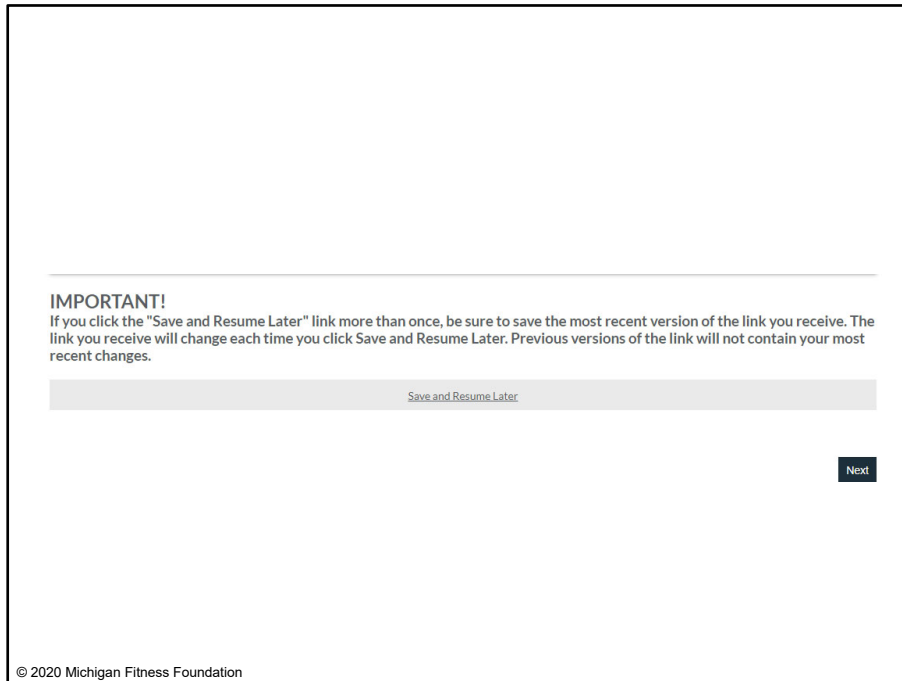 IMPORTANT!
If you click the "Save and Resume Later" link more than once, be sure to save the most recent version of the link you receive. The
link you receive will change each time you click Save and Resume Later. Previous versions of the link will not contain your most
recent changes.
Save and Resume Later
Next
© 2020 Michigan Fitness Foundation